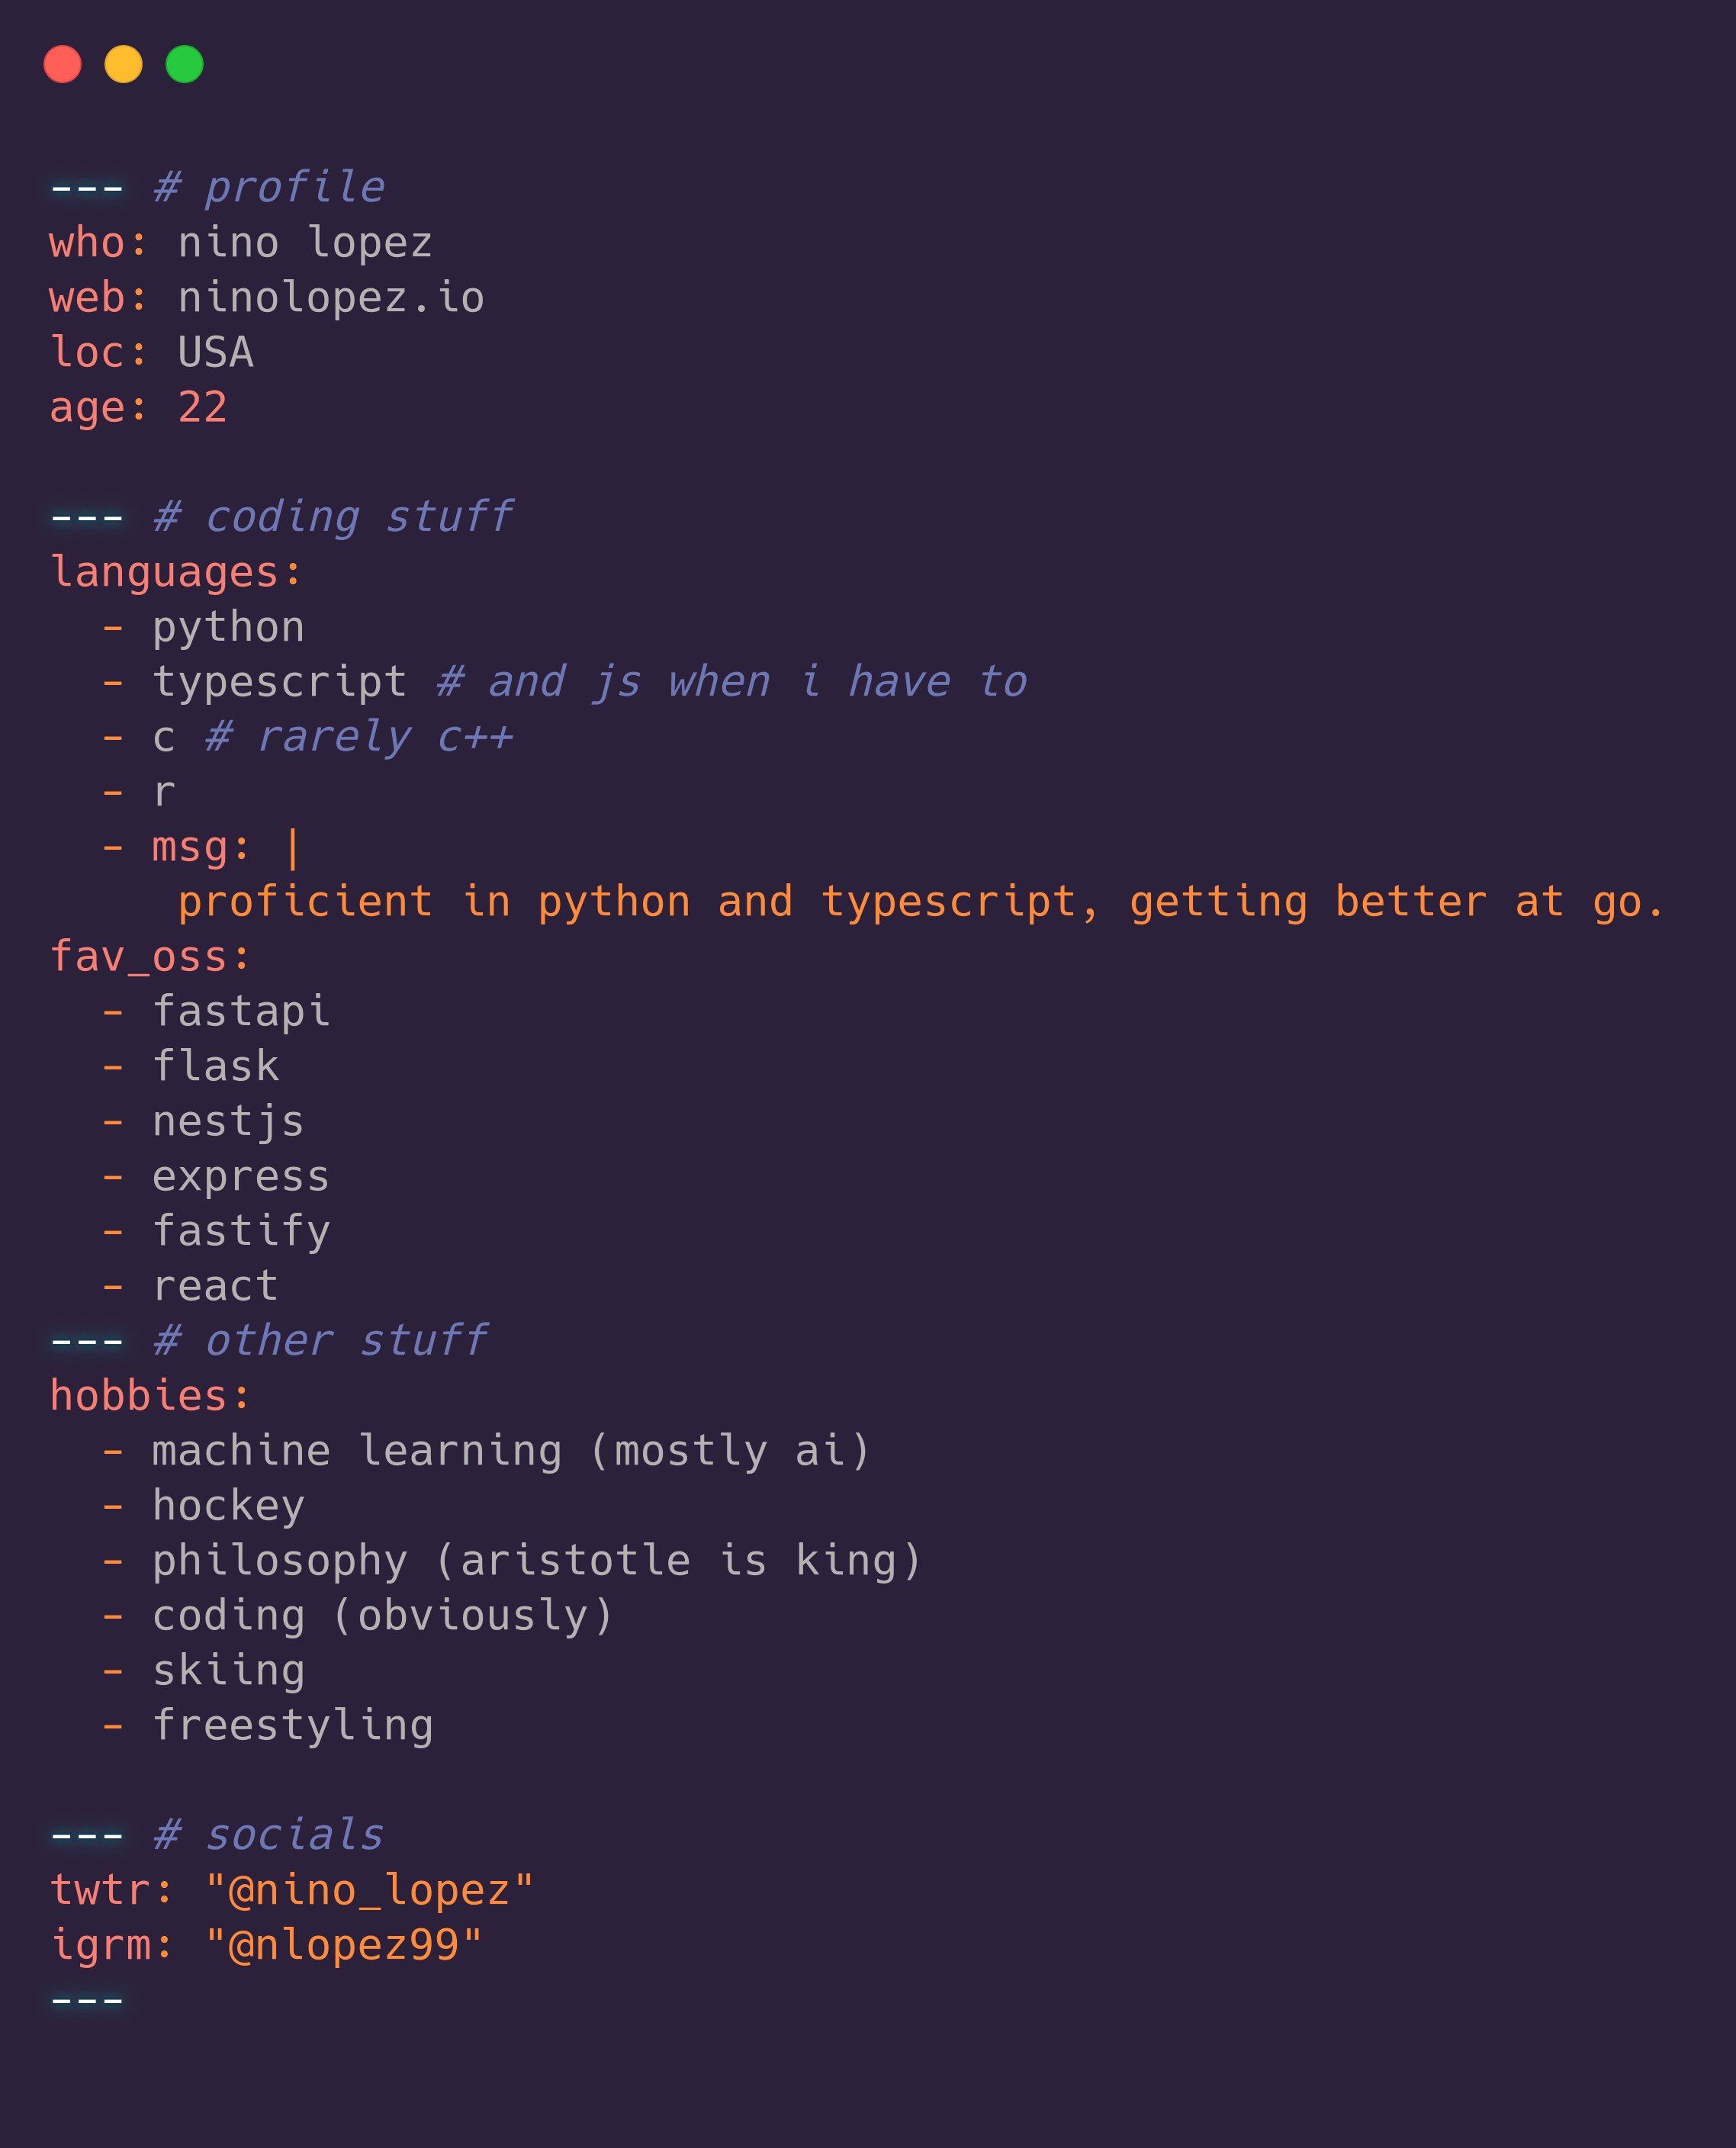 --- # profile
who: nino lopez
web: ninolopez.io
loc: USA
age: 22

--- # coding stuff
languages:
  - python
  - typescript # and js when i have to
  - c # rarely c++
  - r
  - msg: |
     proficient in python and typescript, getting better at go.
fav_oss:
  - fastapi
  - flask
  - nestjs
  - express
  - fastify
  - react
--- # other stuff
hobbies:
  - machine learning (mostly ai)
  - hockey
  - philosophy (aristotle is king)
  - coding (obviously)
  - skiing
  - freestyling

--- # socials
twtr: "@nino_lopez"
igrm: "@nlopez99"
---